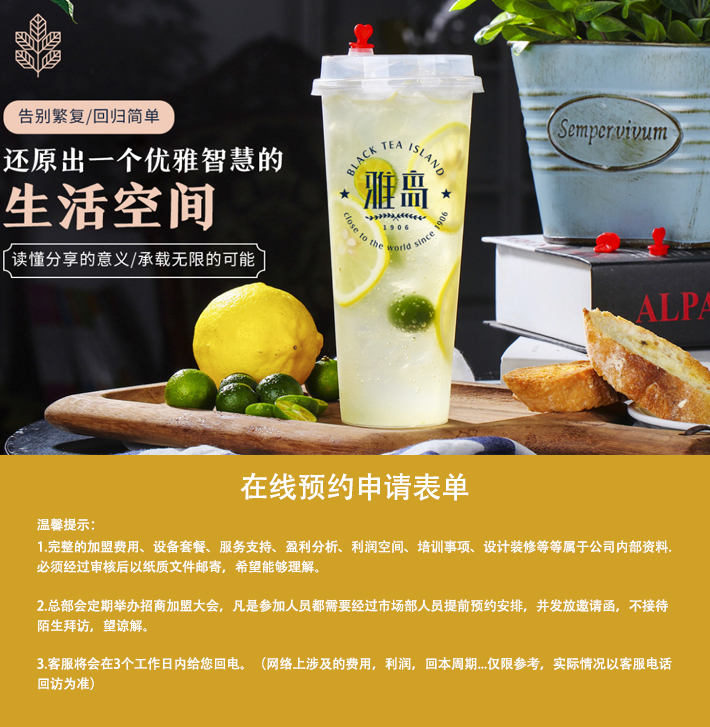 告别繁复/回归简单
还原出一个优雅智慧的
生活空间
读懂分享的意义/承载无限的可能
BLACK TEA ISLAND
雅岛
1906
close to the world since 1906
Sempervivum
ALPA
在线预约申请表单
温馨提示：
1.完整的加盟费用、设备套餐、服务支持、盈利分析、利润空间、培训事项、设计装修等等属于公司内部资料.
必须经过审核后以纸质文件邮寄，希望能够理解。
2.总部会定期举办招商加盟大会，凡是参加人员都需要经过市场部人员提前预约安排，并发放邀请函，不接待
陌生拜访，望谅解。
3.客服将会在3个工作日内给您回电。（网络上涉及的费用，利润，回本周期...仅限参考，实际情况以客服电话
回访为准）